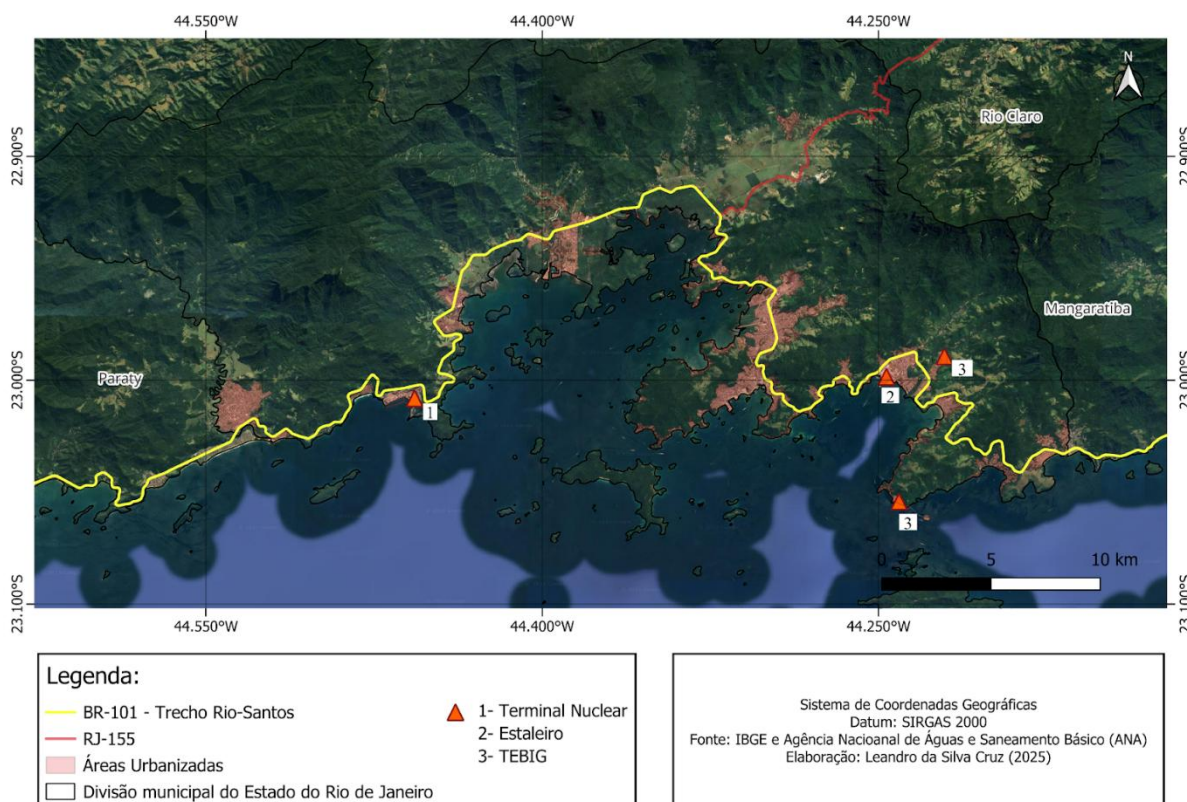 44.550°W 44.400°W 44.250°W
N
Rio Claro
22.900°S 22.900°S
Mangaratiba
3
Paraty
23.000°S 23.000°S
2
1
3
0 5 10 km
23.100°S 23.100°S
44.550°W 44.400°W 44.250°W
Legenda:
BR-101 - Trecho Rio-Santos
RJ-155
Áreas Urbanizadas
Divisão municipal do Estado do Rio de Janeiro
1- Terminal Nuclear
2- Estaleiro
3- TEBIG
Sistema de Coordenadas Geográficas
Datum: SIRGAS 2000
Fonte: IBGE e Agência Nacioanal de Águas e Saneamento Básico (ANA)
Elaboração: Leandro da Silva Cruz (2025)